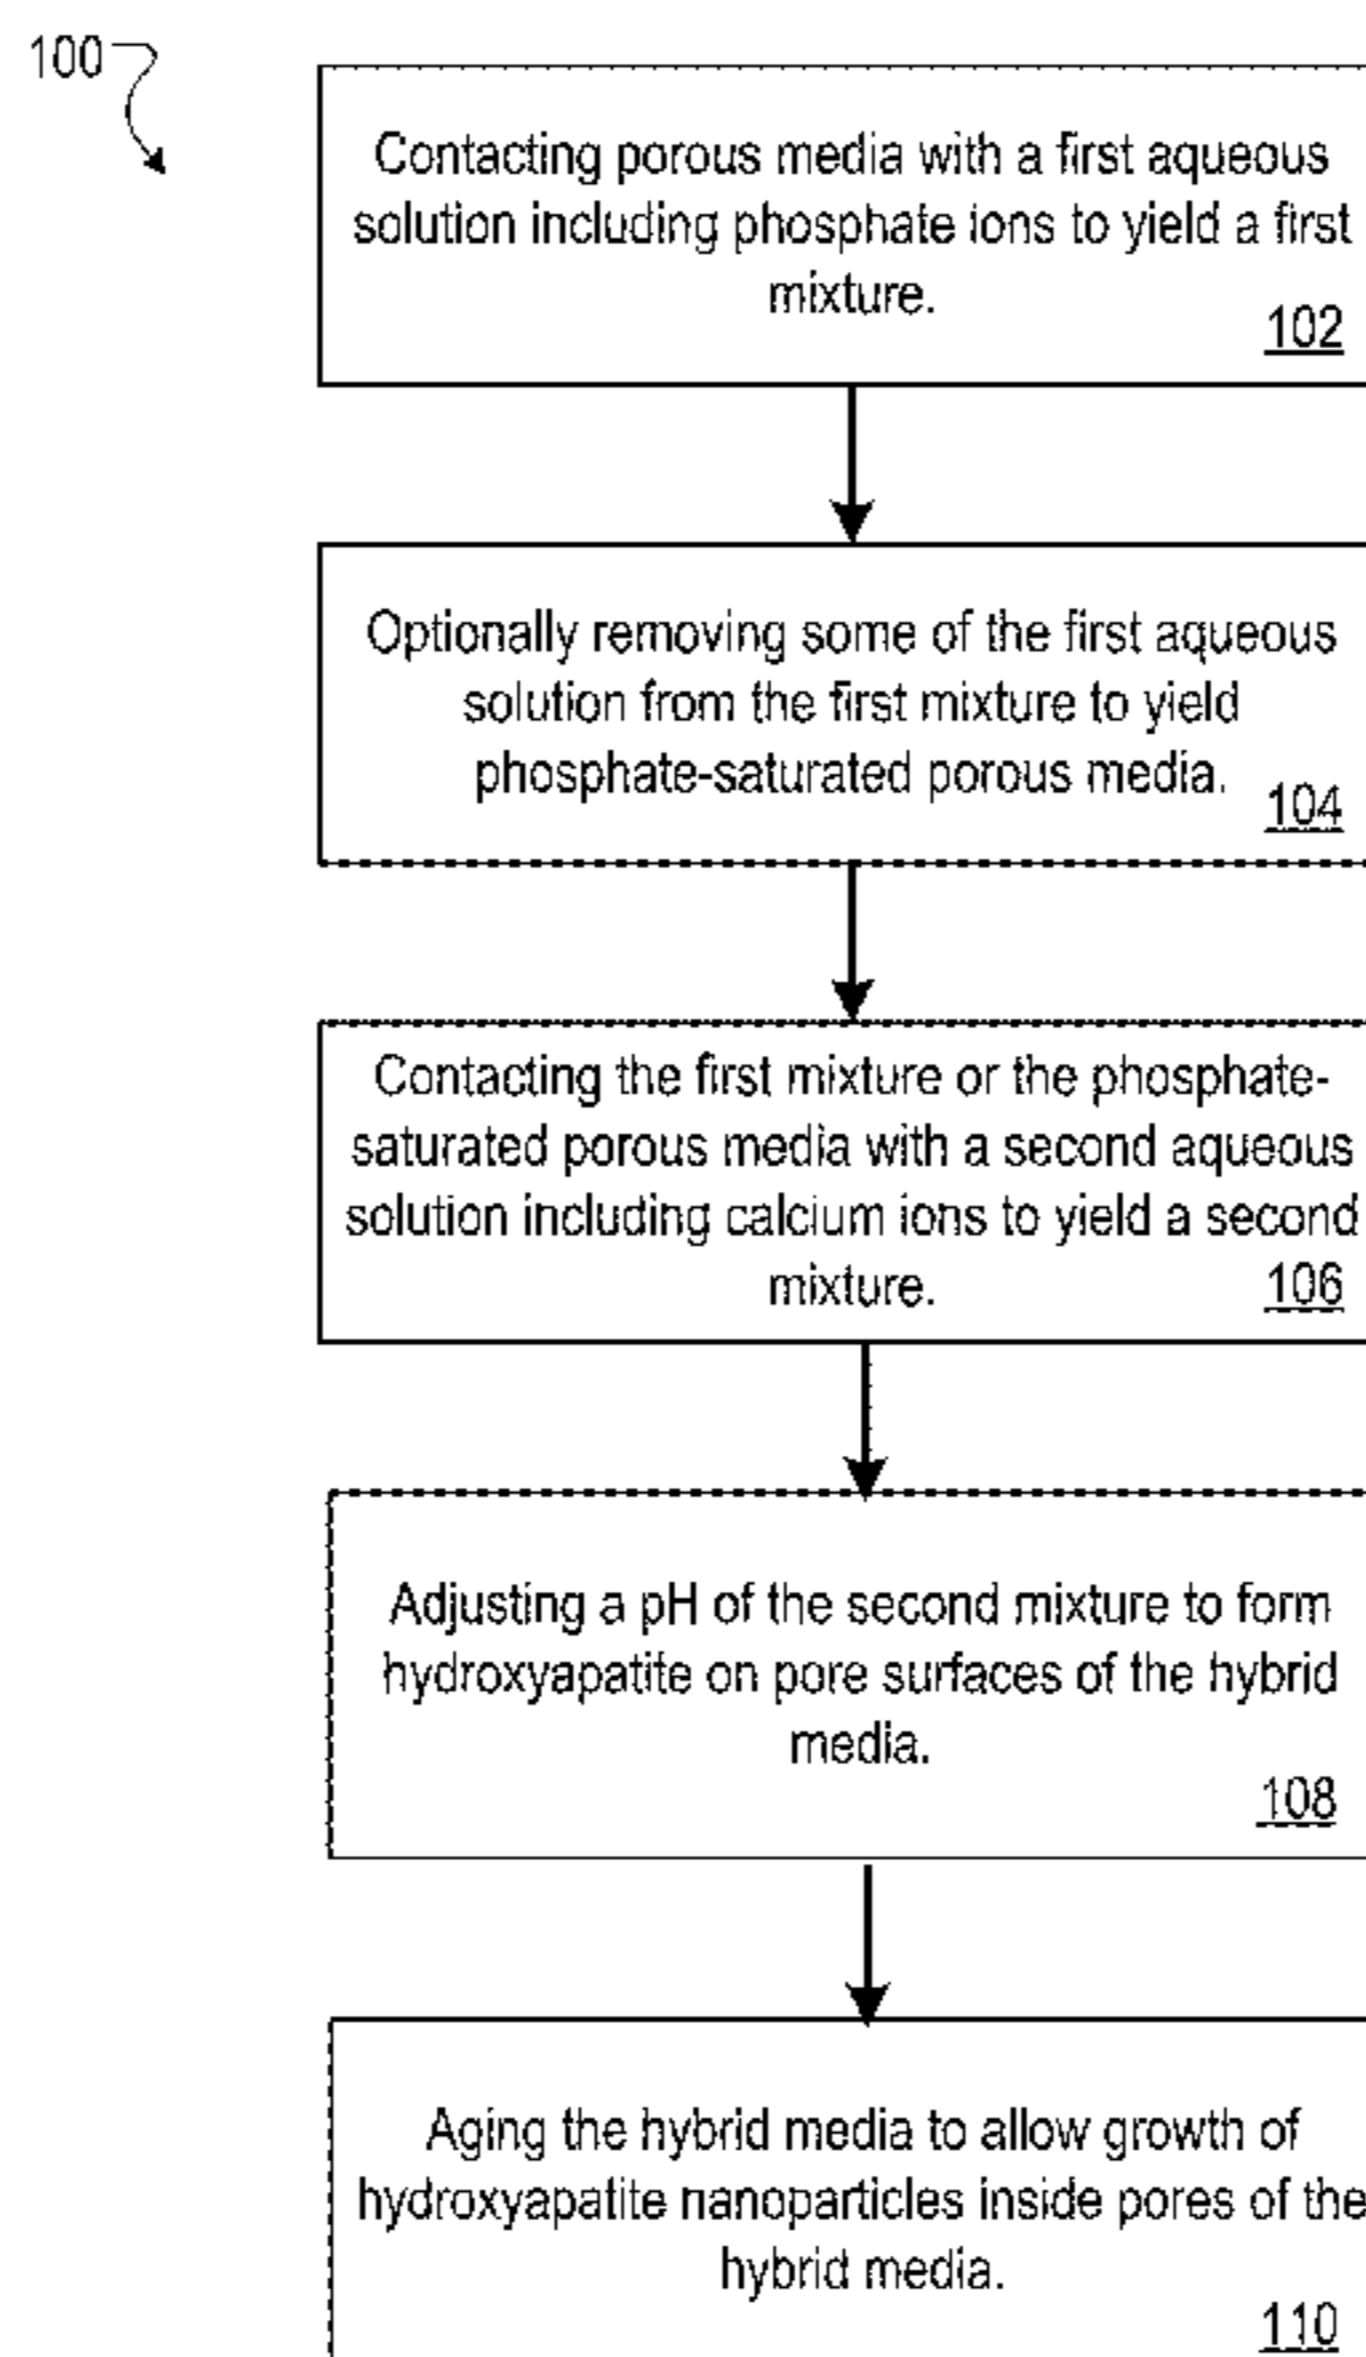 100
Contacting porous media with a first aqueous
solution including phosphate ions to yield a first
mixture.
102
Optionally removing some of the first aqueous
solution from the first mixture to yield
phosphate-saturated porous media.
104
Contacting the first mixture or the phosphate-
saturated porous media with a second aqueous
solution including calcium ions to yield a second
mixture.
106
Adjusting a pH of the second mixture to form
hydroxyapatite on pore surfaces of the hybrid
media.
108
Aging the hybrid media to allow growth of
hydroxyapatite nanoparticles inside pores of the
hybrid media.
110